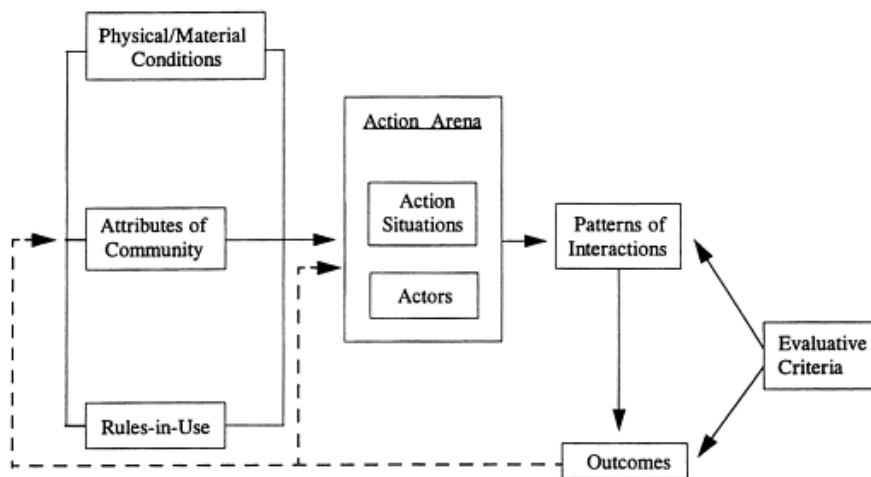 Physical/Material
Conditions
Action Arena
Action
Situations
Attributes of
Community
Patterns of
Interactions
Actors
Evaluative
Criteria
Rules-in-Use
Outcomes